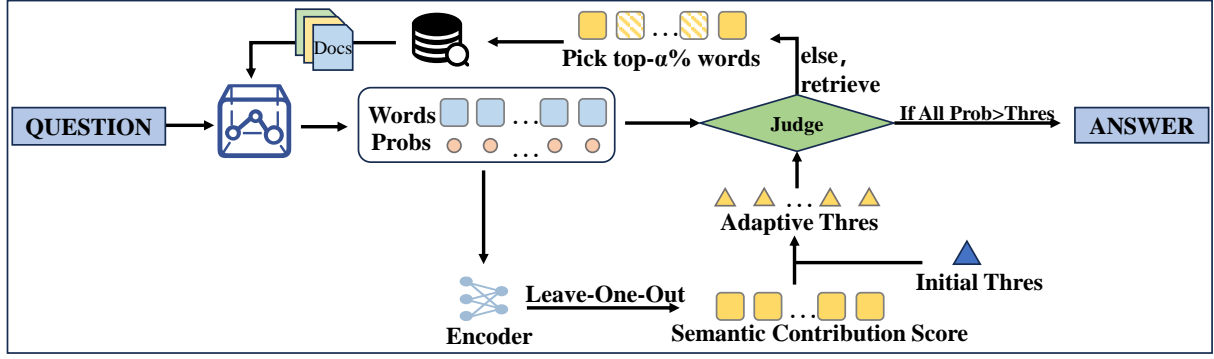 Docs
Pick top-α% words
else,
retrieve
QUESTION
Words
...
Probs
...
Judge
If All Prob>Thres
ANSWER
...
Adaptive Thres
Initial Thres
Encoder
Leave-One-Out
...
Semantic Contribution Score